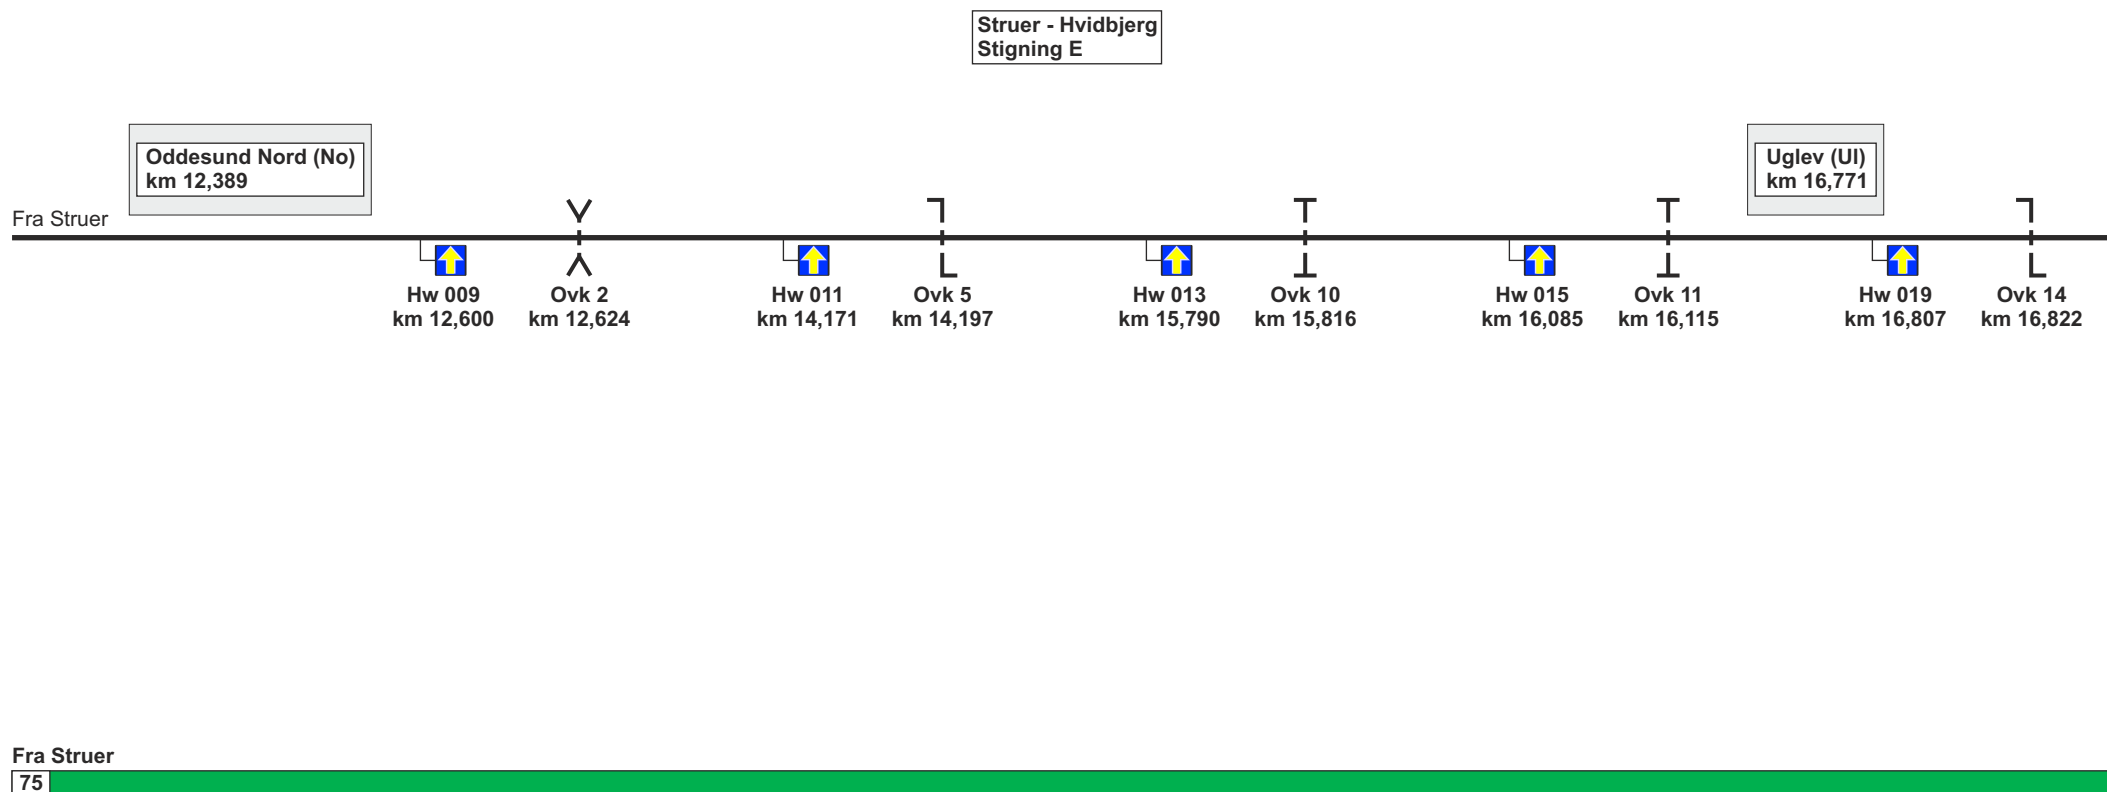 Struer - Hvidbjerg
Stigning E
Oddesund Nord (No)
km 12,389
Uglev (Ul)
km 16,771
Fra Struer
Hw 009
km 12,600
Ovk 2
km 12,624
Hw 011
km 14,171
Ovk 5
km 14,197
Hw 013
km 15,790
Ovk 10
km 15,816
Hw 015
km 16,085
Ovk 11
km 16,115
Hw 019
km 16,807
Ovk 14
km 16,822
Fra Struer
75